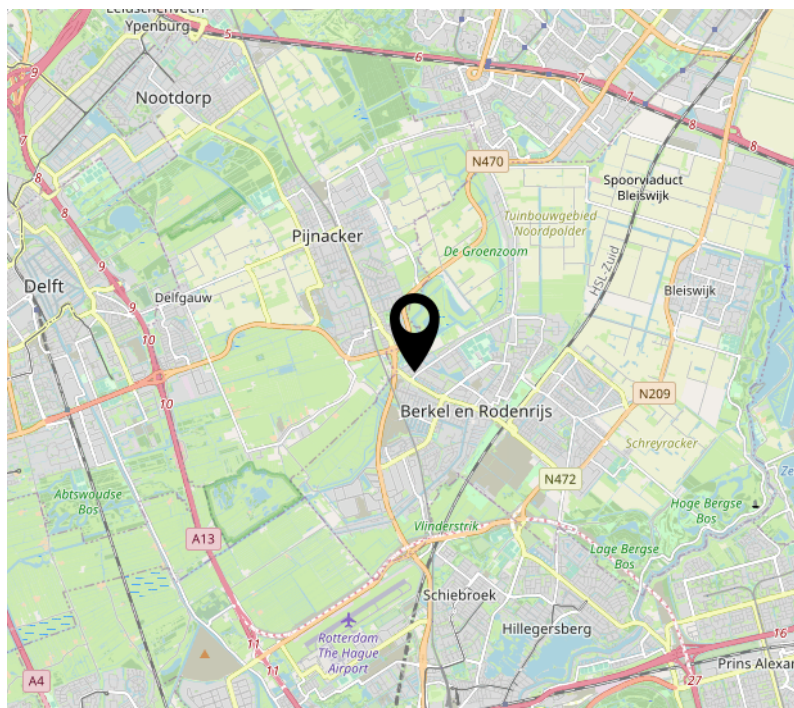 Leidschenveen-
Ypenburg
5
6
7
7
8
8
9
9
Nootdorp
7
8
8
N470
Spoorviaduct
Bleiswijk
Tuinbouwgebied
Noordpolder
Pijnacker
De Groenzoom
HSL-Zuid
9
9
Delft
Delfgauw
Bleiswijk
10
10
N209
Berkel en Rodenrijs
Schreyracker
N472
Abtswoudse
Bos
Hoge Bergse
Bos
Vlinderstrik
A13
Lage Bergse
Bos
Schiebroek
Rotterdam
The Hague
Airport
Hillegersberg
11
11
16
Prins Alexan
A4
27